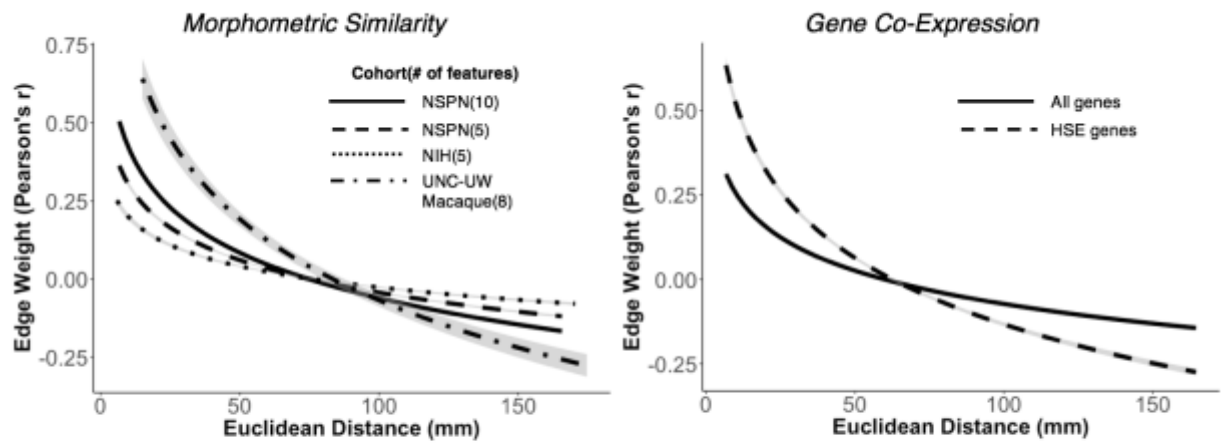 Morphometric Similarity
Edge Weight (Pearson's r)
0.75
0.50
0.25
0.00
-0.25
Cohort(# of features)
NSPN(10)
NSPN(5)
NIH(5)
UNC-UW
Macaque(8)
0 50 100 150
Euclidean Distance (mm)
Gene Co-Expression
Edge Weight (Pearson's r)
0.50
0.25
0.00
-0.25
All genes
HSE genes
0 50 100 150
Euclidean Distance (mm)